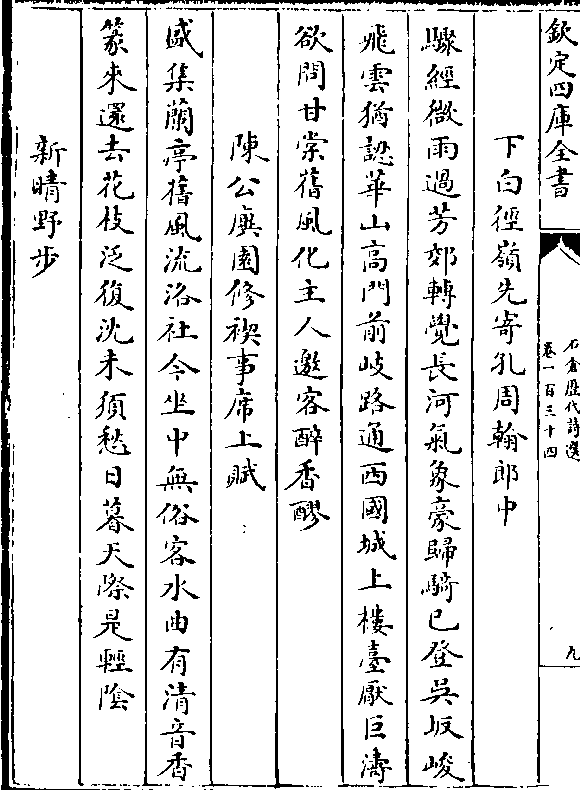 欽定四庫全書
石倉歴代詩選
卷一百三十四
九
下白徑嶺先寄孔周翰郎中
驟經微雨過芳郊轉覺長河氣象豪歸騎已登吳坂峻
飛雲猶認華山高門前岐路通西國城上樓臺厭巨濤
欲問甘棠舊風化主人邀客醉香醪
陳公廙園修禊事席上賦
盛集蘭亭舊風流洛社今坐中無俗客水曲有清音香
篆來還去花枝泛復沈未須愁日暮天際是輕陰
新晴野步